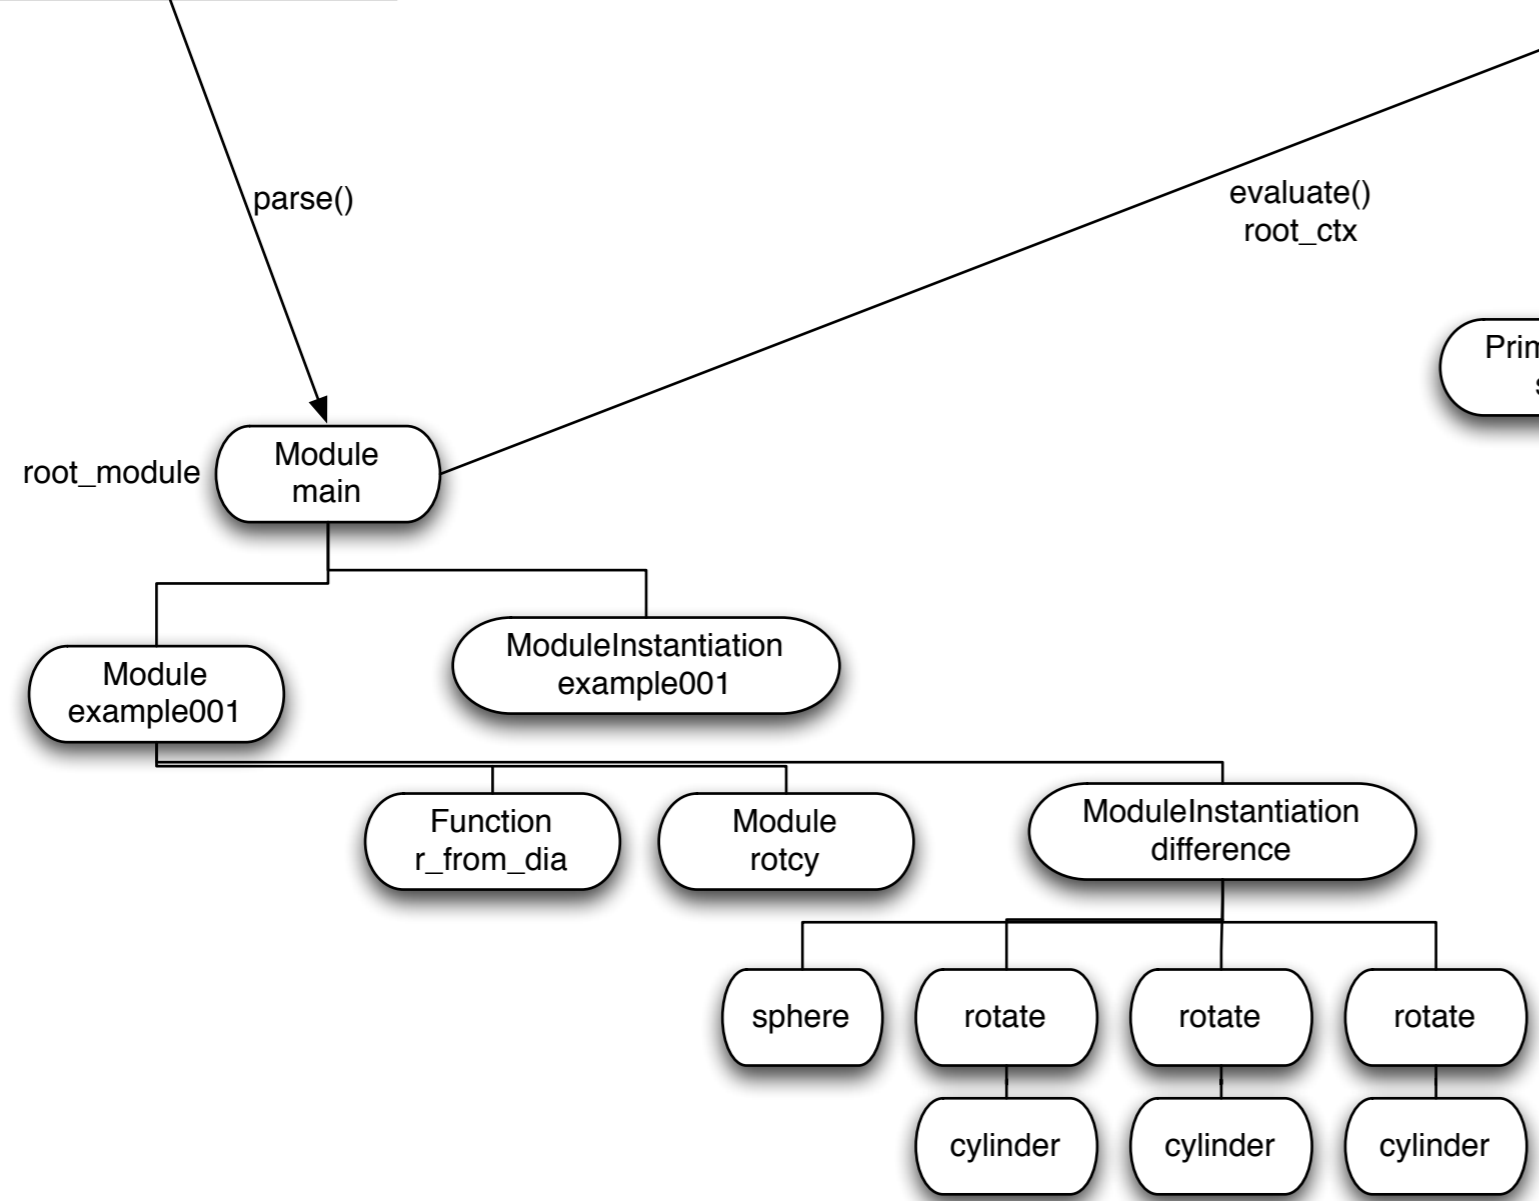 parse()
evaluate()
root_ctx
root_module
Module
main
Module
example001
ModuleInstantiation
example001
Function
r_from_dia
Module
rotcy
ModuleInstantiation
difference
sphere
rotate
rotate
rotate
cylinder
cylinder
cylinder